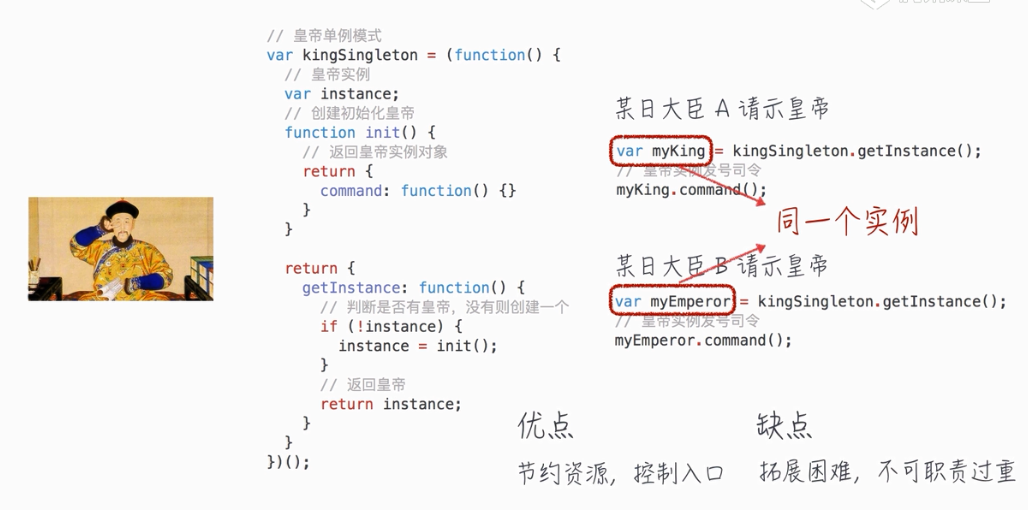 // 皇帝单例模式
var kingSingleton = (function() {
// 皇帝实例
var instance;
// 创建初始化皇帝
function init() {
// 返回皇帝实例对象
return {
command: function() {}
}
}
return {
getInstance: function() {
// 判断是否有皇帝，没有则创建一个
if (!instance) {
instance = init();
}
// 返回皇帝
return instance;
}
}
})();
某日大臣 A 请示皇帝
var myKing = kingSingleton.getInstance();
// 皇帝实例发号司令
myKing.command();
同一个实例
某日大臣 B 请示皇帝
var myEmperor = kingSingleton.getInstance();
// 皇帝实例发号司令
myEmperor.command();
优点
节约资源，控制入口
缺点
拓展困难，不可职责过重